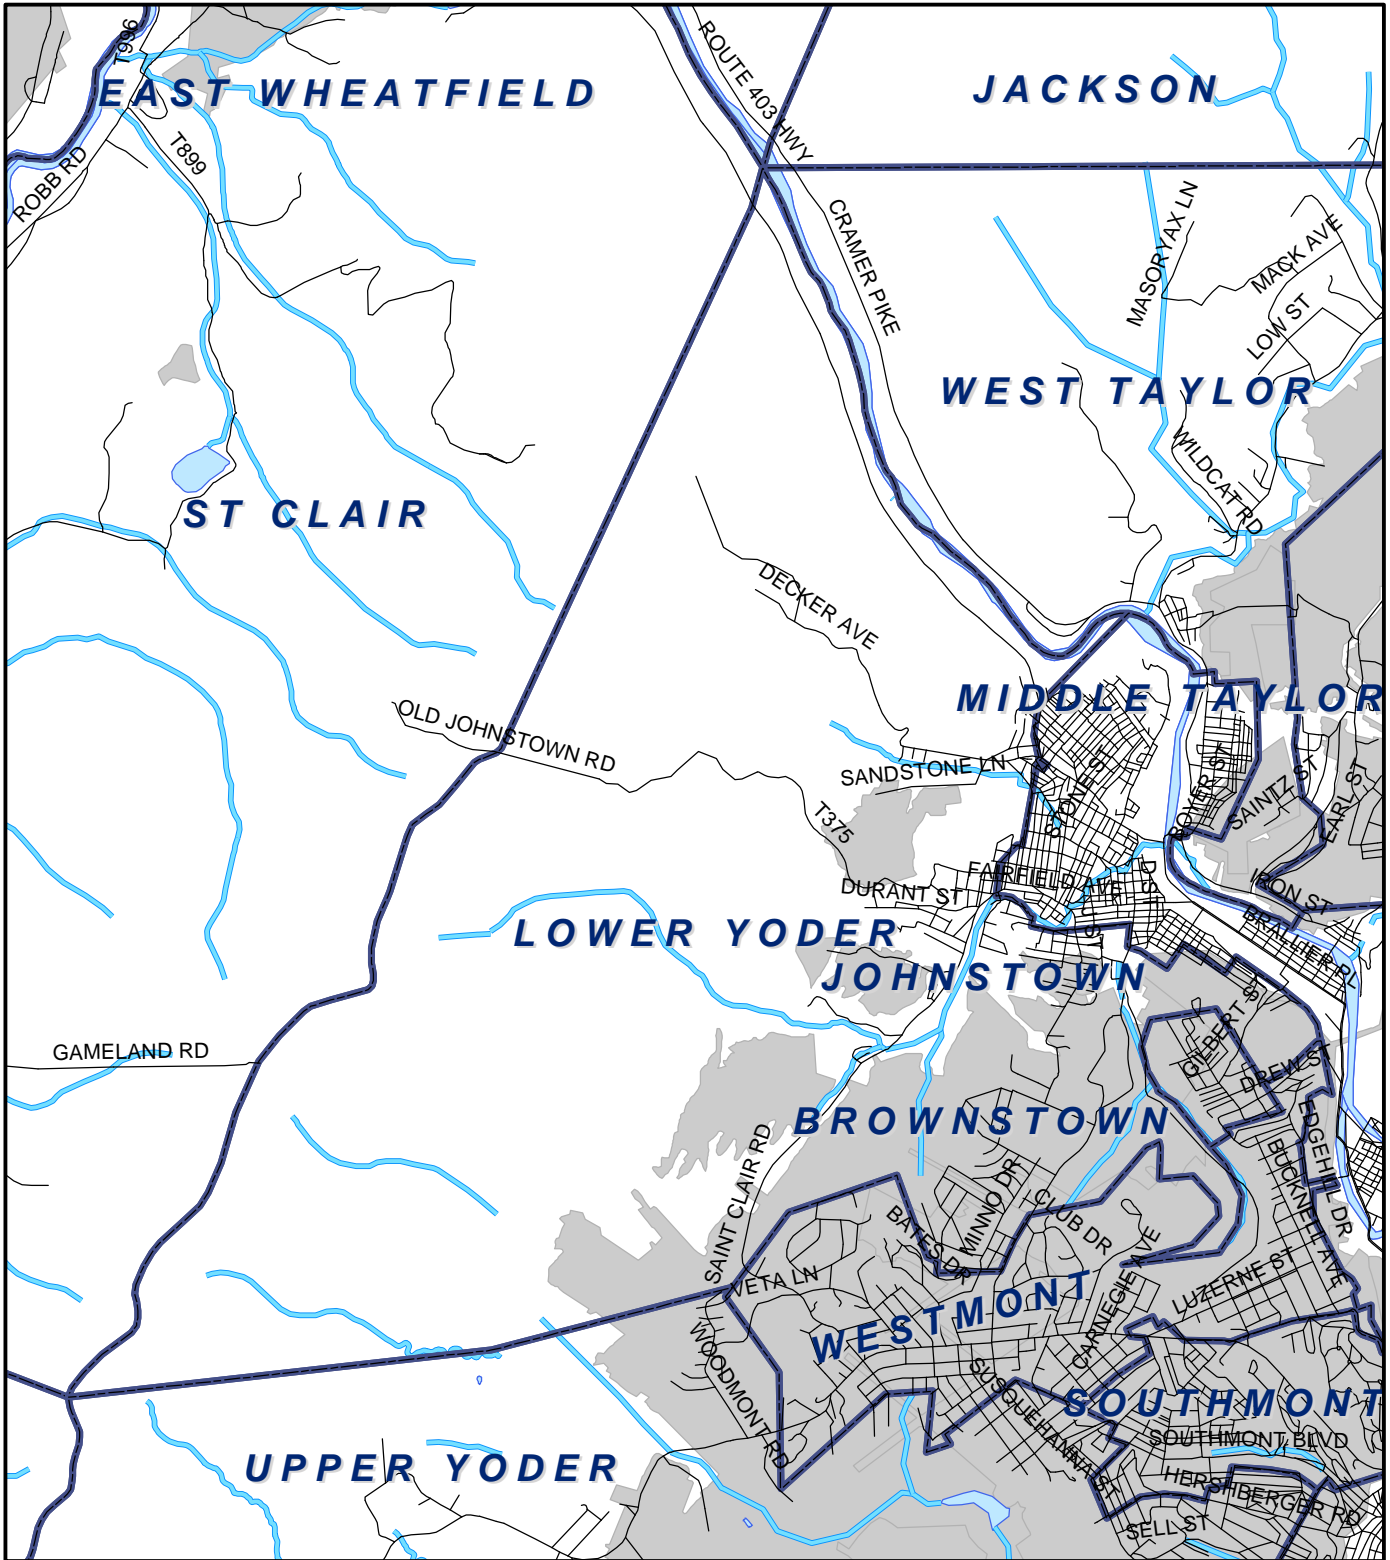 T996
ROUTE 403 HWY
EAST WHEATFIELD
JACKSON
T899
ROBB RD
CRAMER PIKE
MASORYAX LN
MACK AVE
LOW ST
WEST TAYLOR
WILDCAT RD
ST CLAIR
DECKER AVE
MIDDLE TAYLOR
OLD JOHNSTOWN RD
SANDSTONE LN
STONE ST
BOYER ST
SAINTZ ST
EARL ST
T375
FAIRFIELD AVE
D ST
DURANT ST
J ST
IRON ST
BRALLIER PL
LOWER YODER
JOHNSTOWN
GILBERT ST
GAMELAND RD
DREW ST
BROWNSTOWN
EDGEHILL DR
BUCKNELL AVE
SAINT CLAIR RD
MINNO DR
CLUB DR
BATES DR
VETA LN
CARNEGIE AVE
LUZERNE ST
WESTMONT
WOODMONT RD
SUSQUEHANNA ST
SOUTHMONT
SOUTHMONT BLVD
UPPER YODER
HERSHBERGER RD
SELL ST